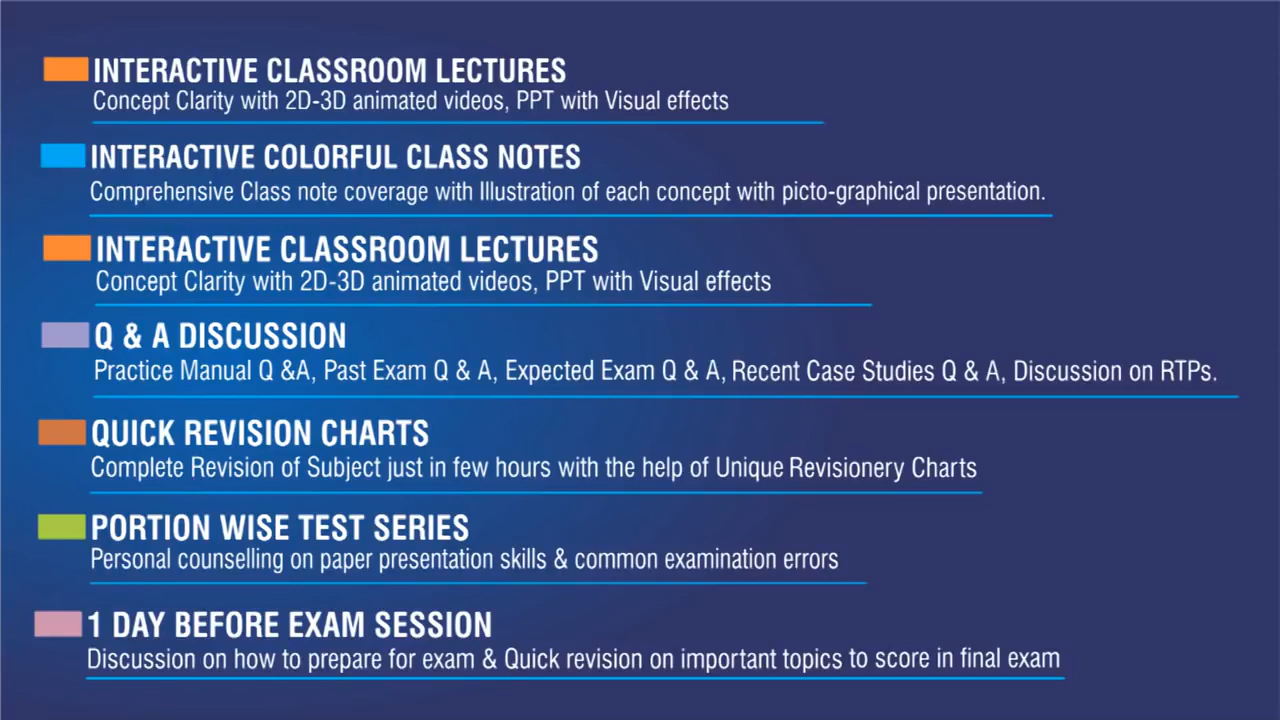 INTERACTIVE CLASSROOM LECTURES
Concept Clarity with 2D-3D animated videos, PPT with Visual effects
INTERACTIVE COLORFUL CLASS NOTES
Comprehensive Class note coverage with Illustration of each concept with picto-graphical presentation.
INTERACTIVE CLASSROOM LECTURES
Concept Clarity with 2D-3D animated videos, PPT with Visual effects
Q & A DISCUSSION
Practice Manual Q &A, Past Exam Q & A, Expected Exam Q & A, Recent Case Studies Q & A, Discussion on RTPs.
QUICK REVISION CHARTS
Complete Revision of Subject just in few hours with the help of Unique Revisionery Charts
PORTION WISE TEST SERIES
Personal counselling on paper presentation skills & common examination errors
1 DAY BEFORE EXAM SESSION
Discussion on how to prepare for exam & Quick revision on important topics to score in final exam